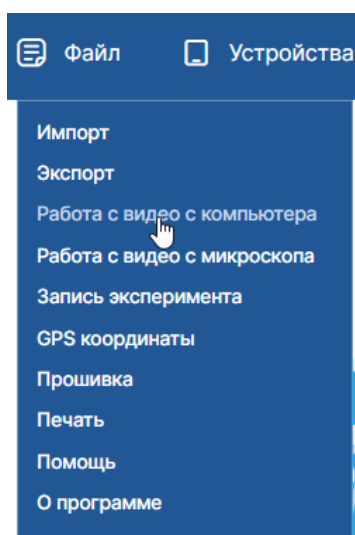 Файл Устройства
Импорт
Экспорт
Работа с видео с компьютера
Работа с видео с микроскопа
Запись эксперимента
GPS координаты
Прошивка
Печать
Помощь
О программе